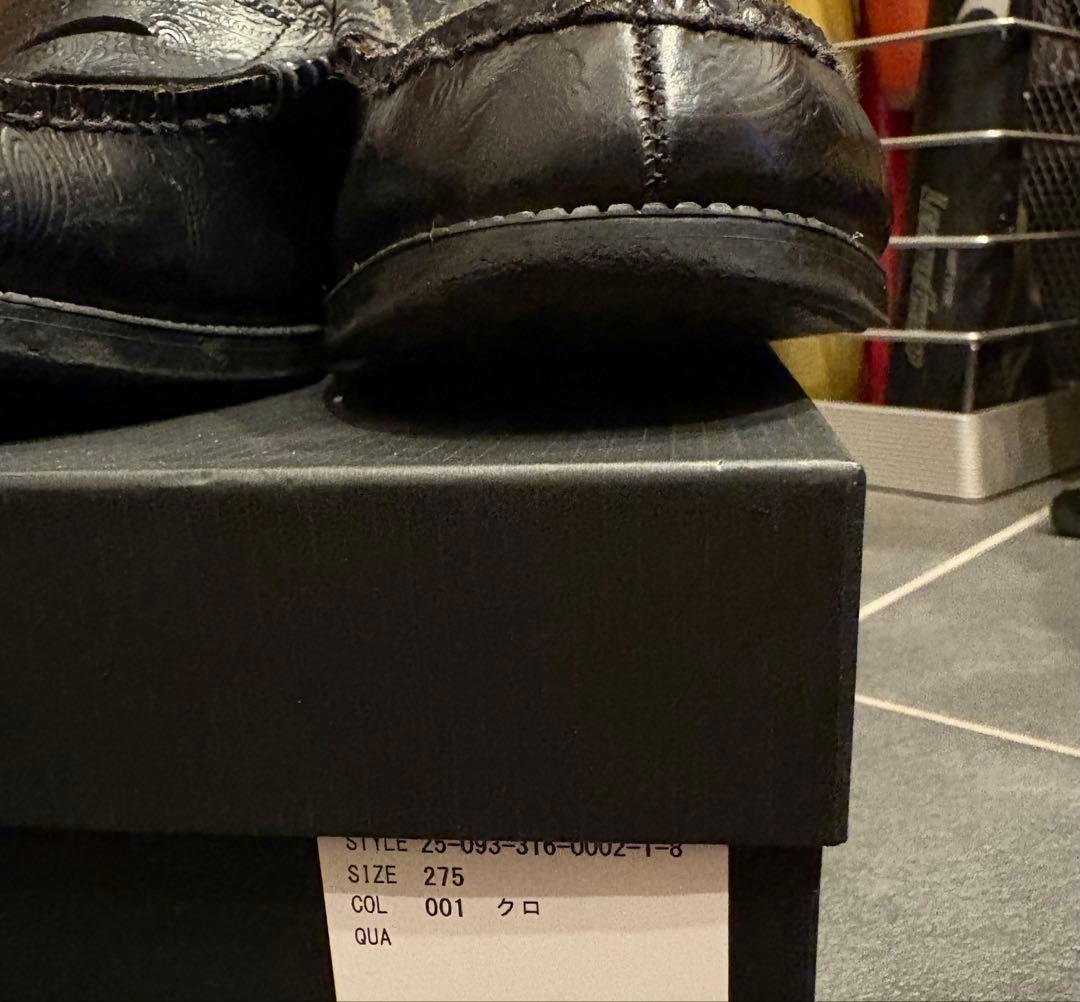 STYLE 25-093-316-0002-1-8
SIZE 275
COL 001 クロ
QUA